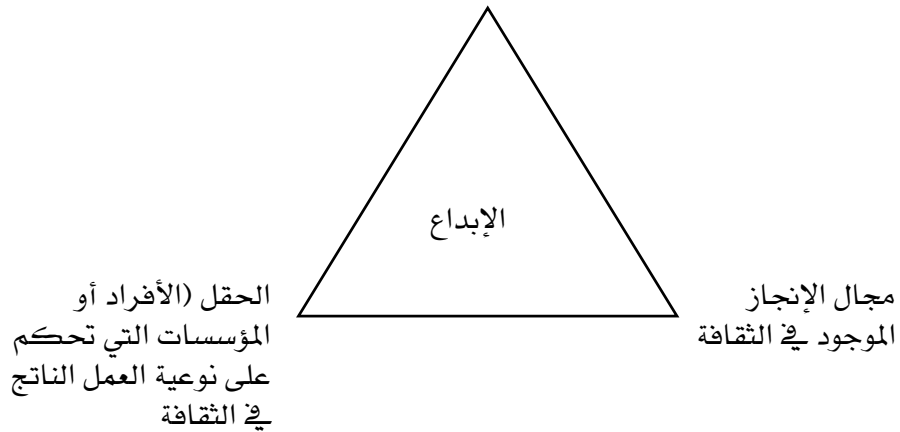 الإبداع
مجال الإنجاز
الموجود في الثقافة
الحقل (الأفراد أو
المؤسسات التي تحكم
على نوعية العمل الناتج
في الثقافة